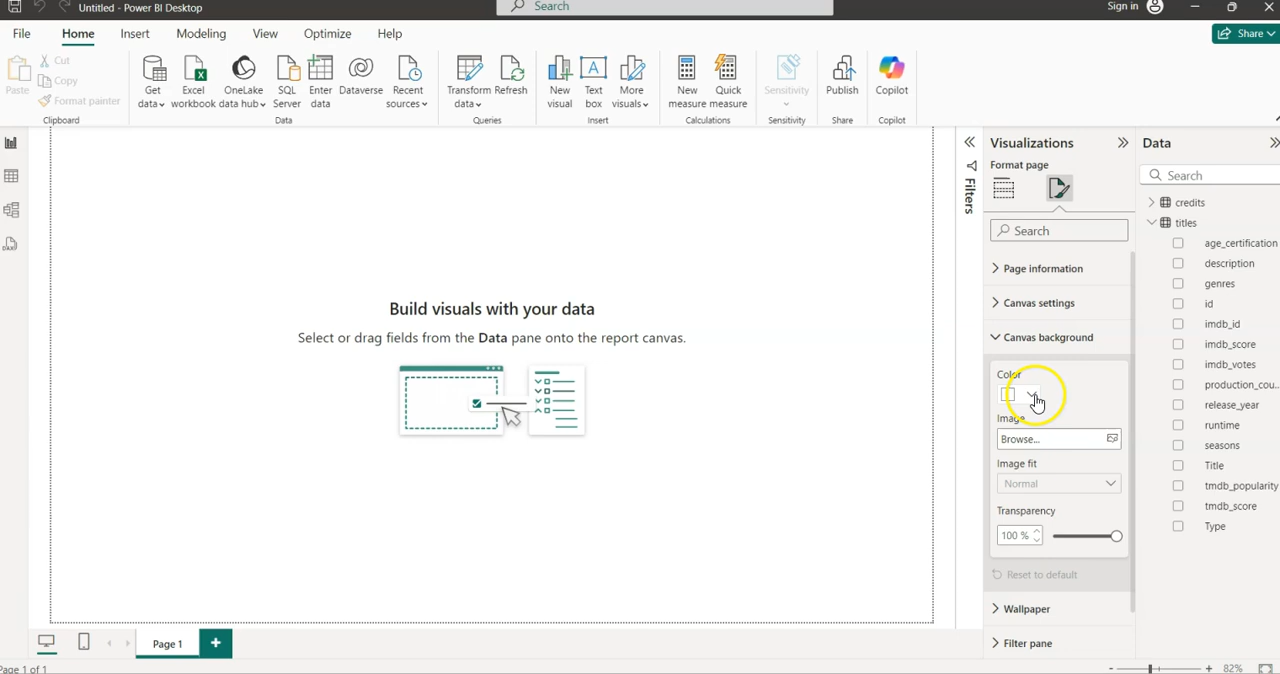 Untitled - Power BI Desktop
Search
Sign in
File
Home
Insert
Modeling
View
Optimize
Help
Share
Paste
Cut
Copy
Format painter
Clipboard
Get
data
Excel
workbook
OneLake
data hub
SQL
Server
Enter
data
Dataverse
Recent
sources
Data
Transform
data
Refresh
Queries
New
visual
Text
box
More
visuals
Insert
New
measure
Quick
measure
Calculations
Sensitivity
Sensitivity
Publish
Share
Copilot
Copilot
Build visuals with your data
Select or drag fields from the Data pane onto the report canvas.
Filters
Visualizations
Format page
Search
Page information
Canvas settings
Canvas background
Color
Image
Browse...
Image fit
Normal
Transparency
100 %
Reset to default
Wallpaper
Filter pane
Data
Search
credits
titles
age_certification
description
genres
id
imdb_id
imdb_score
imdb_votes
production_cou...
release_year
runtime
seasons
Title
tmdb_popularity
tmdb_score
Type
Page 1
Page 1 of 1
82%